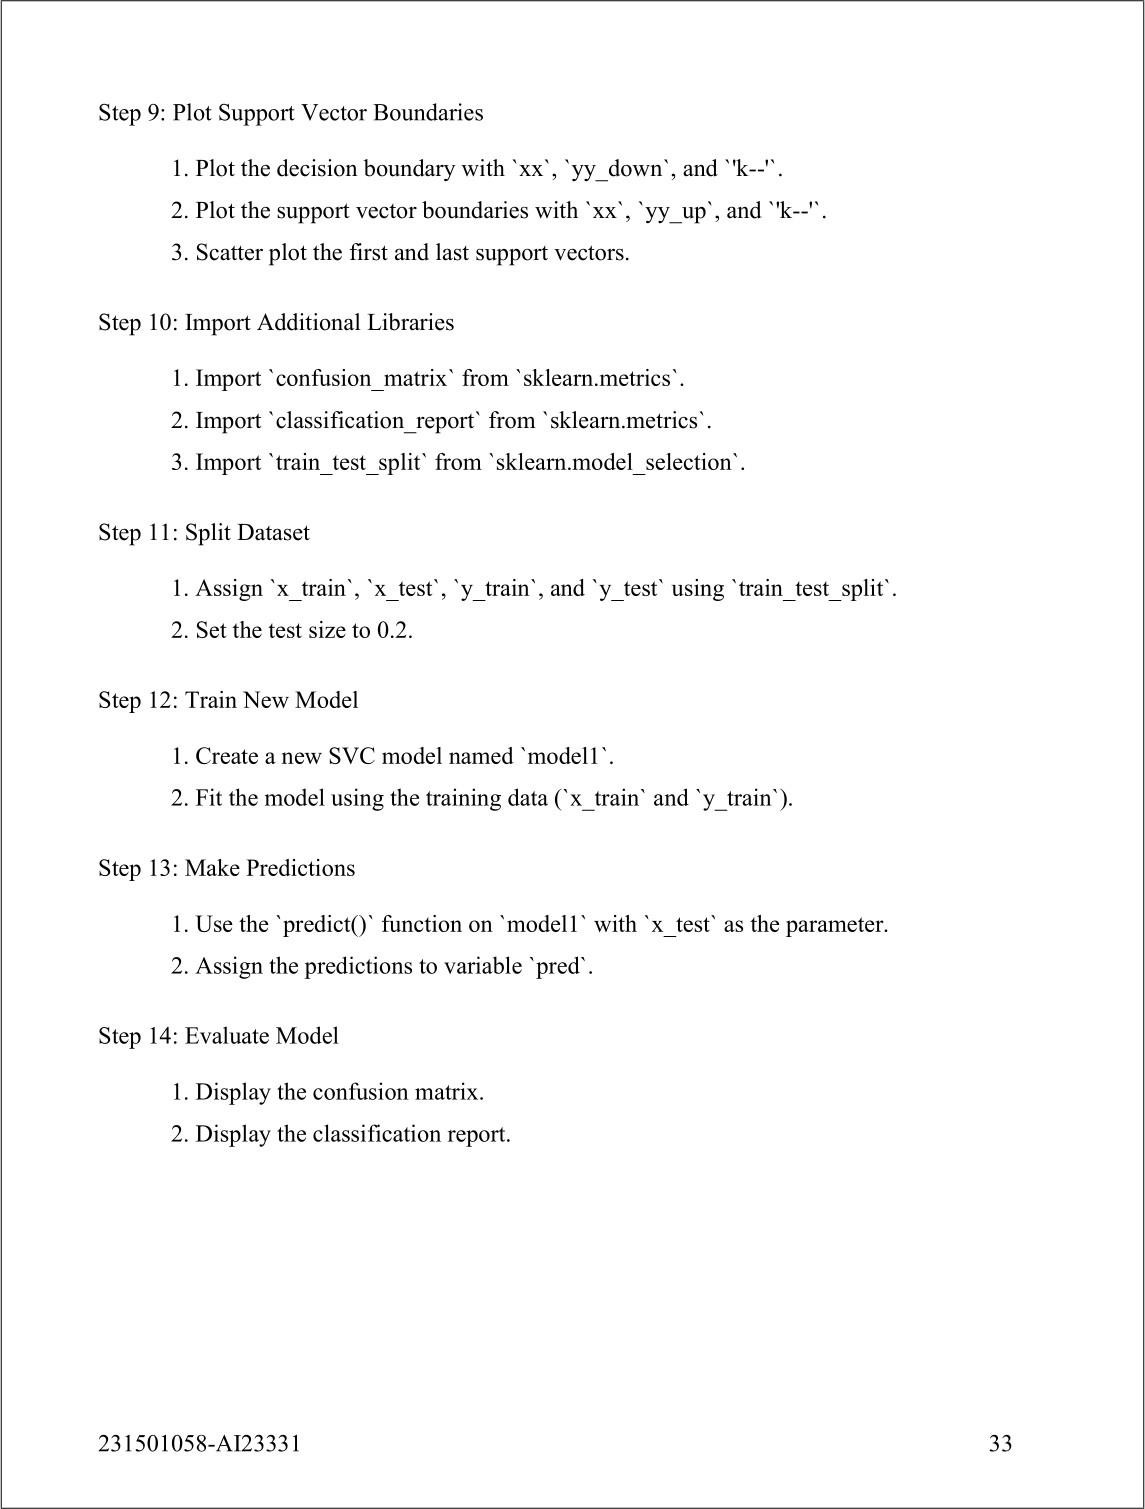 Step 9: Plot Support Vector Boundaries
1. Plot the decision boundary with `xx`, `yy_down`, and `'k--'`.
2. Plot the support vector boundaries with `xx`, `yy_up`, and `'k--'`.
3. Scatter plot the first and last support vectors.
Step 10: Import Additional Libraries
1. Import `confusion_matrix` from `sklearn.metrics`.
2. Import `classification_report` from `sklearn.metrics`.
3. Import `train_test_split` from `sklearn.model_selection`.
Step 11: Split Dataset
1. Assign `x_train`, `x_test`, `y_train`, and `y_test` using `train_test_split`.
2. Set the test size to 0.2.
Step 12: Train New Model
1. Create a new SVC model named `model1`.
2. Fit the model using the training data (`x_train` and `y_train`).
Step 13: Make Predictions
1. Use the `predict()` function on `model1` with `x_test` as the parameter.
2. Assign the predictions to variable `pred`.
Step 14: Evaluate Model
1. Display the confusion matrix.
2. Display the classification report.
231501058-AI23331 33